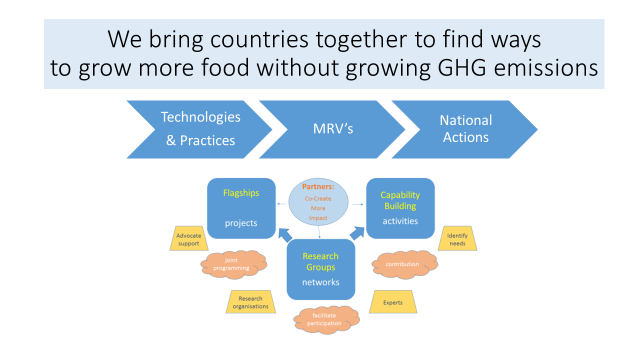 We bring countries together to find ways
to grow more food without growing GHG emissions
Technologies
& Practices
MRV's
National
Actions
Flagships
projects
Partners:
Co-Create
More
Impact
Capability
Building
activities
Advocate
support
Identify
needs
joint
programming
Research
Groups
networks
contribution
Research
organisations
Experts
facilitate
participation